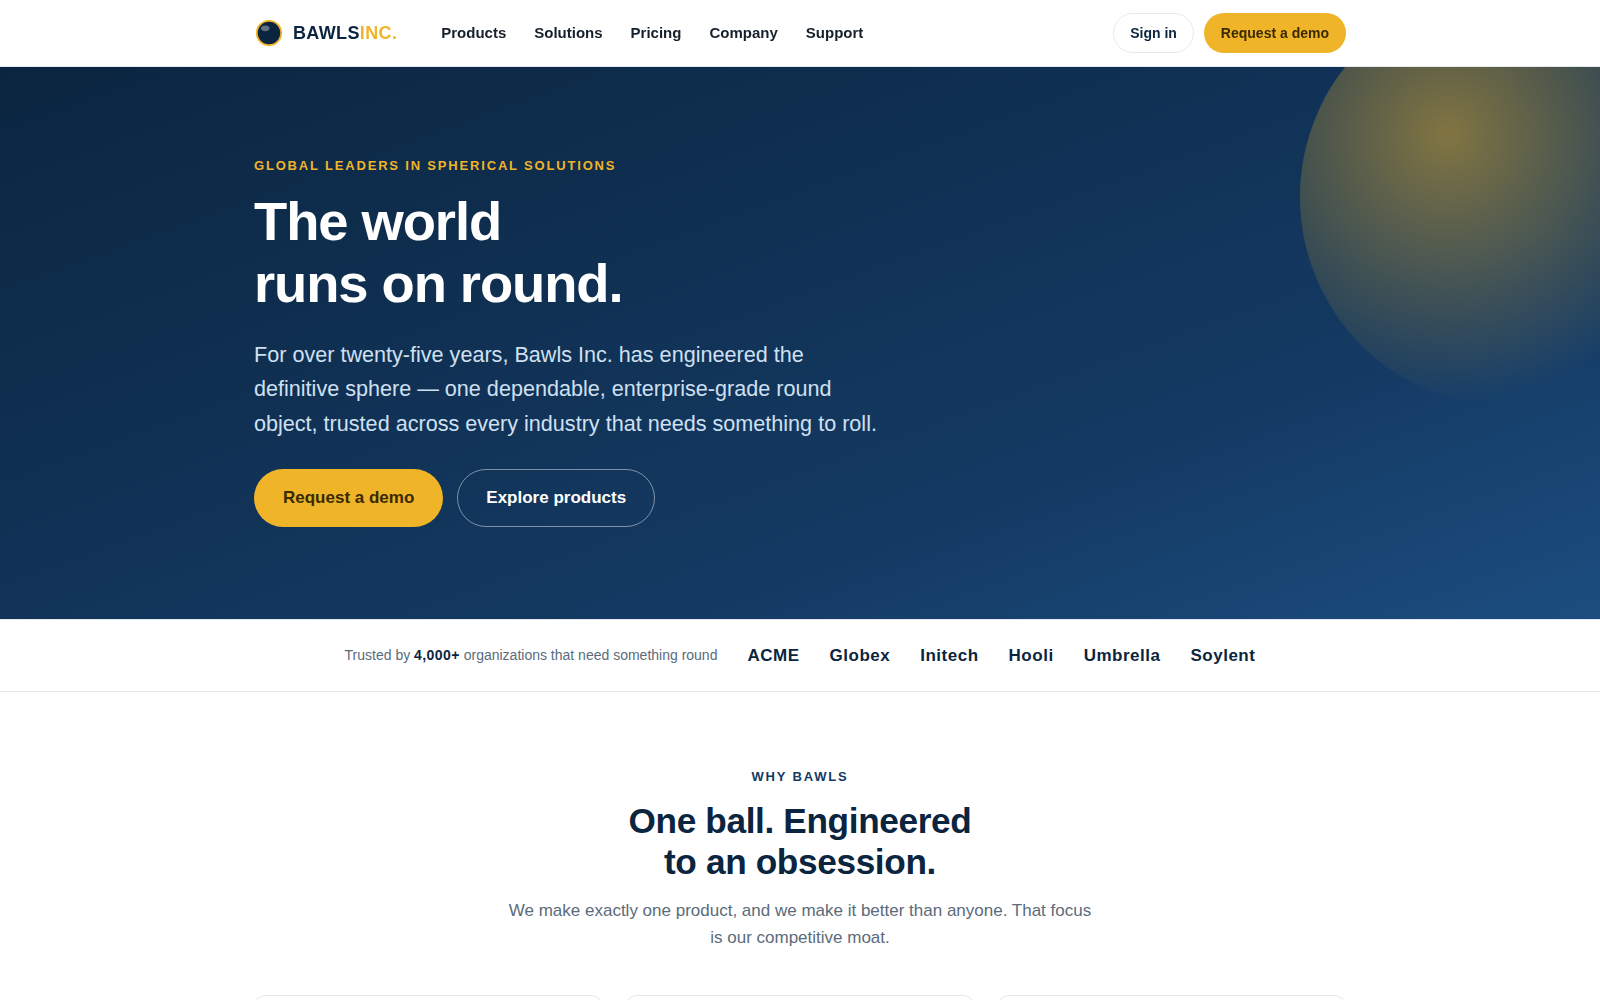 BAWLSINC.
Products
Solutions
Pricing
Company
Support
Sign in
Request a demo
GLOBAL LEADERS IN SPHERICAL SOLUTIONS
The world
runs on round.
For over twenty-five years, Bawls Inc. has engineered the
definitive sphere — one dependable, enterprise-grade round
object, trusted across every industry that needs something to roll.
Request a demo
Explore products
Trusted by 4,000+ organizations that need something round
ACME
Globex
Initech
Hooli
Umbrella
Soylent
WHY BAWLS
One ball. Engineered
to an obsession.
We make exactly one product, and we make it better than anyone. That focus
is our competitive moat.